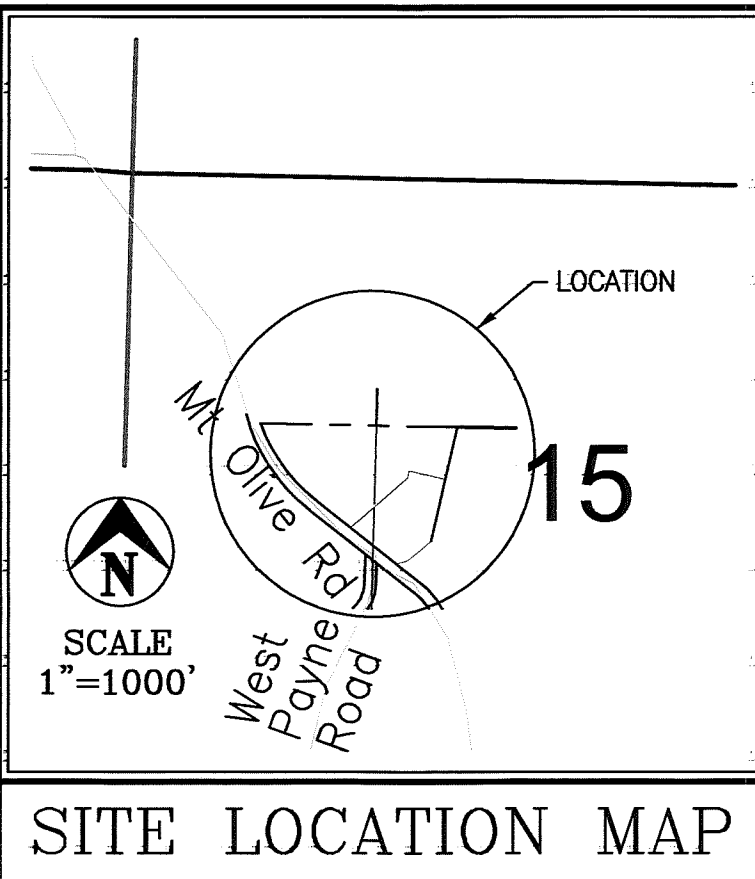 LOCATION
Mt Olive Rd
15
N
SCALE
1"=1000'
West
Payne
Road
SITE LOCATION MAP